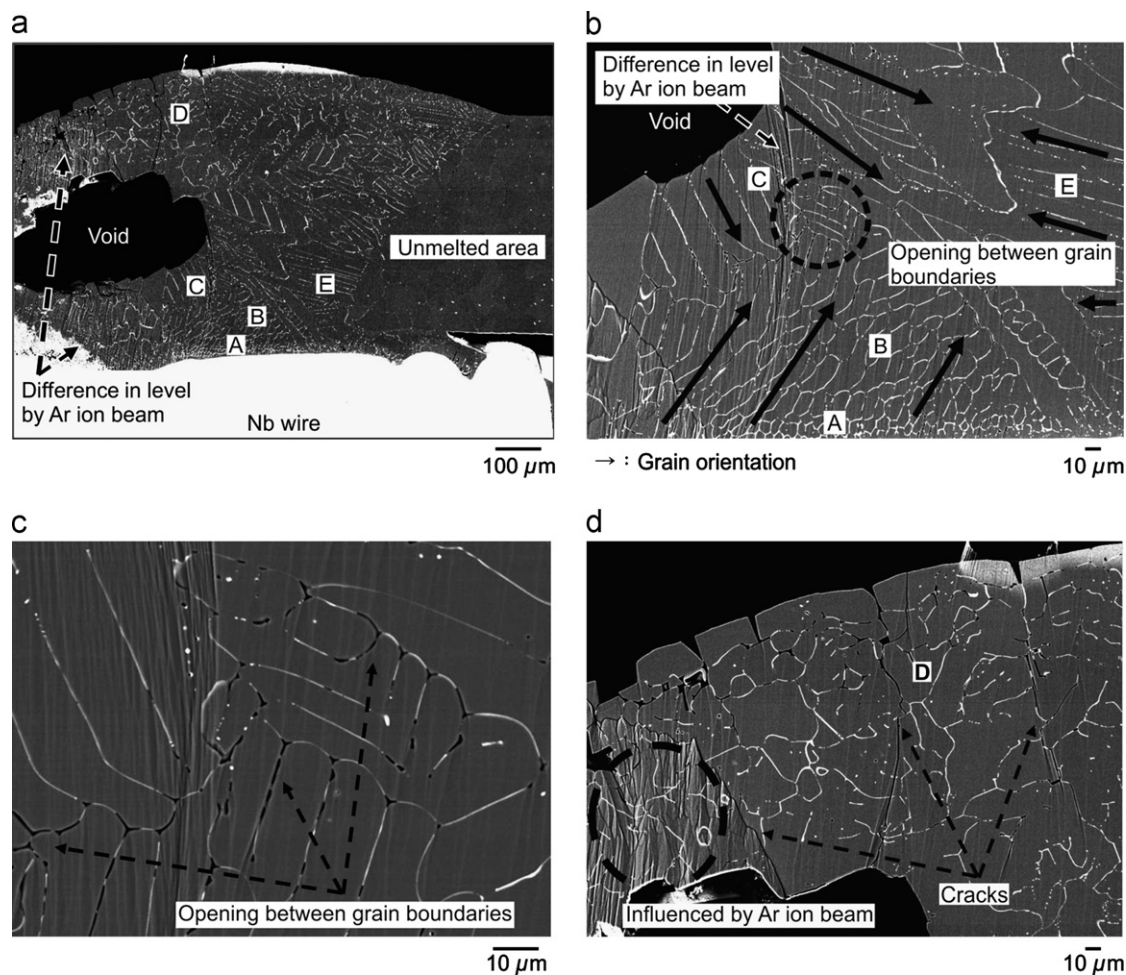 a
D
Void
Unmelted area
C
E
B
A
Difference in level
by Ar ion beam
Nb wire
100 μm
b
Difference in level
by Ar ion beam
Void
C
E
Opening between grain
boundaries
B
A
→ : Grain orientation
10 μm
c
Opening between grain boundaries
10 μm
d
D
Cracks
Influenced by Ar ion beam
10 μm